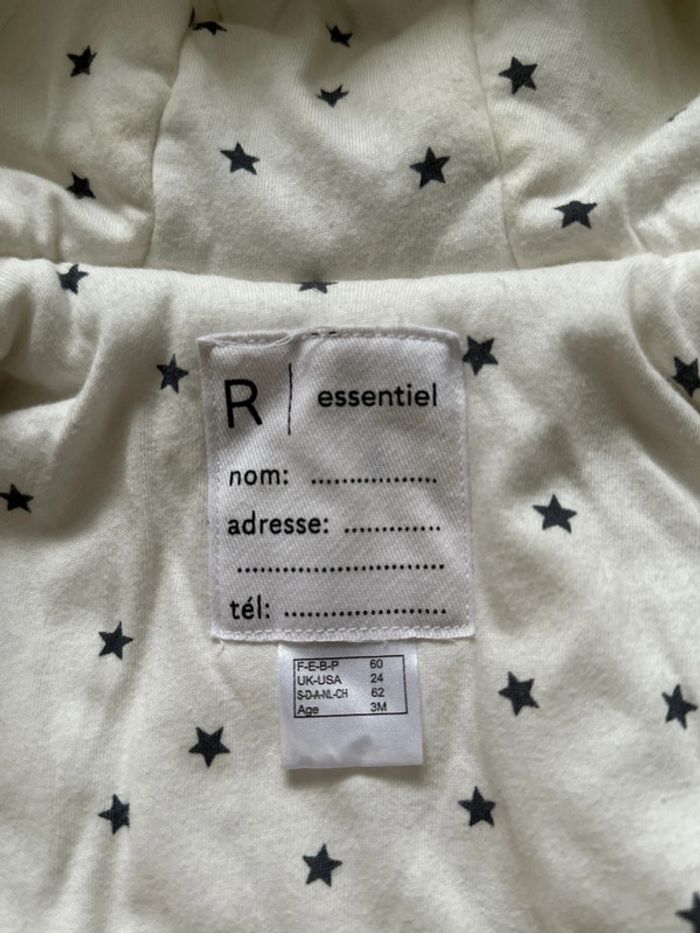 R | essentiel
nom: .................
adresse: .............
...........................
tél: .....................
F-E-B-P 60
UK-USA 24
S-D-A-NL-CH 62
Age 3M